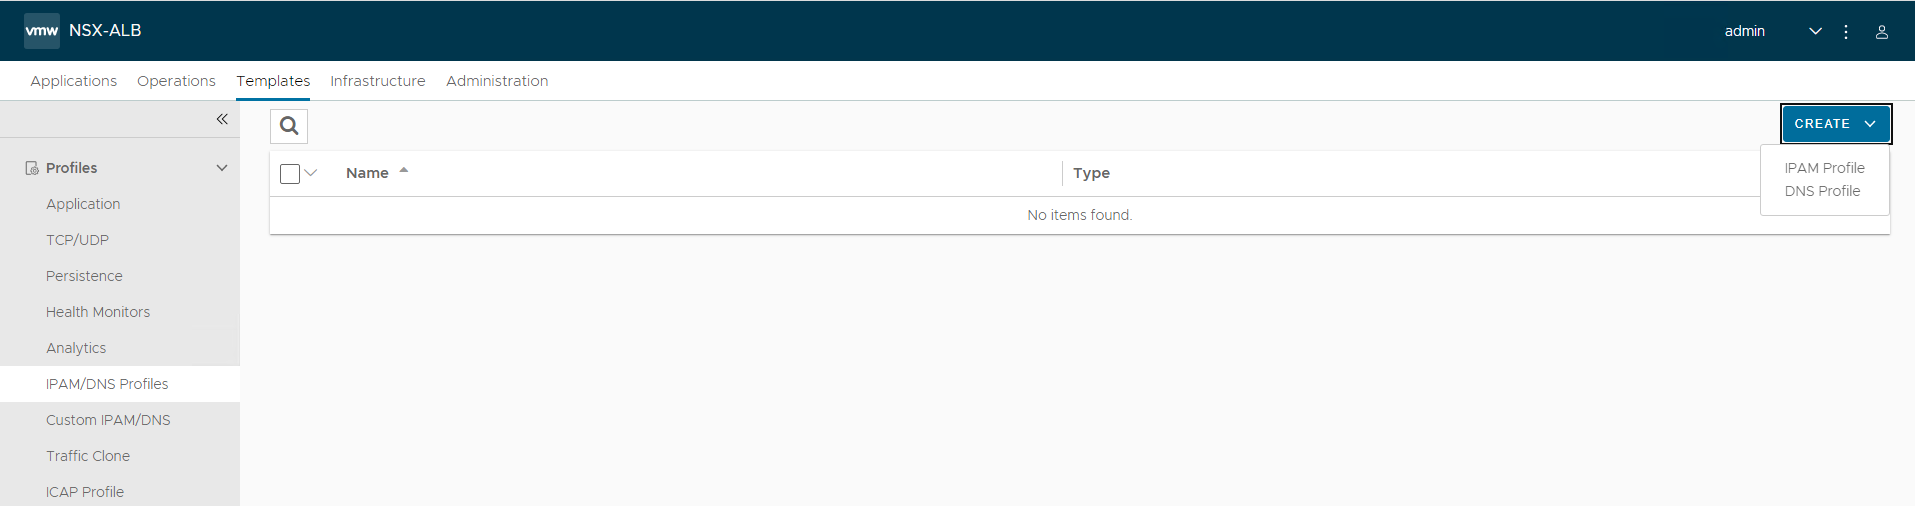 vmw NSX-ALB
admin
Applications Operations Templates Infrastructure Administration
CREATE
Profiles
Name Type
IPAM Profile
DNS Profile
No items found.
Application
TCP/UDP
Persistence
Health Monitors
Analytics
IPAM/DNS Profiles
Custom IPAM/DNS
Traffic Clone
ICAP Profile